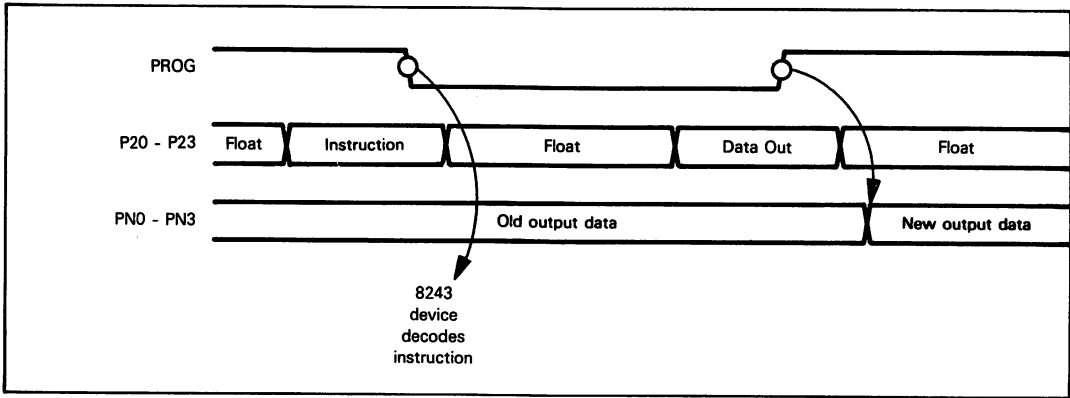 PROG
P20 - P23
Float
Instruction
Float
Data Out
Float
PN0 - PN3
Old output data
New output data
8243
device
decodes
instruction